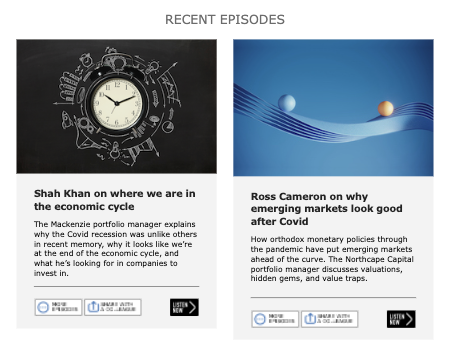 RECENT EPISODES
Shah Khan on where we are in
the economic cycle
The Mackenzie portfolio manager explains
why the Covid recession was unlike others
in recent memory, why it looks like we're
at the end of the economic cycle, and
what he's looking for in companies to
invest in.
MORE
EPISODES
SHARE WITH
A COLLEAGUE
LISTEN
NOW
Ross Cameron on why
emerging markets look good
after Covid
How orthodox monetary policies through
the pandemic have put emerging markets
ahead of the curve. The Northcape Capital
portfolio manager discusses valuations,
hidden gems, and value traps.
MORE
EPISODES
SHARE WITH
A COLLEAGUE
LISTEN
NOW